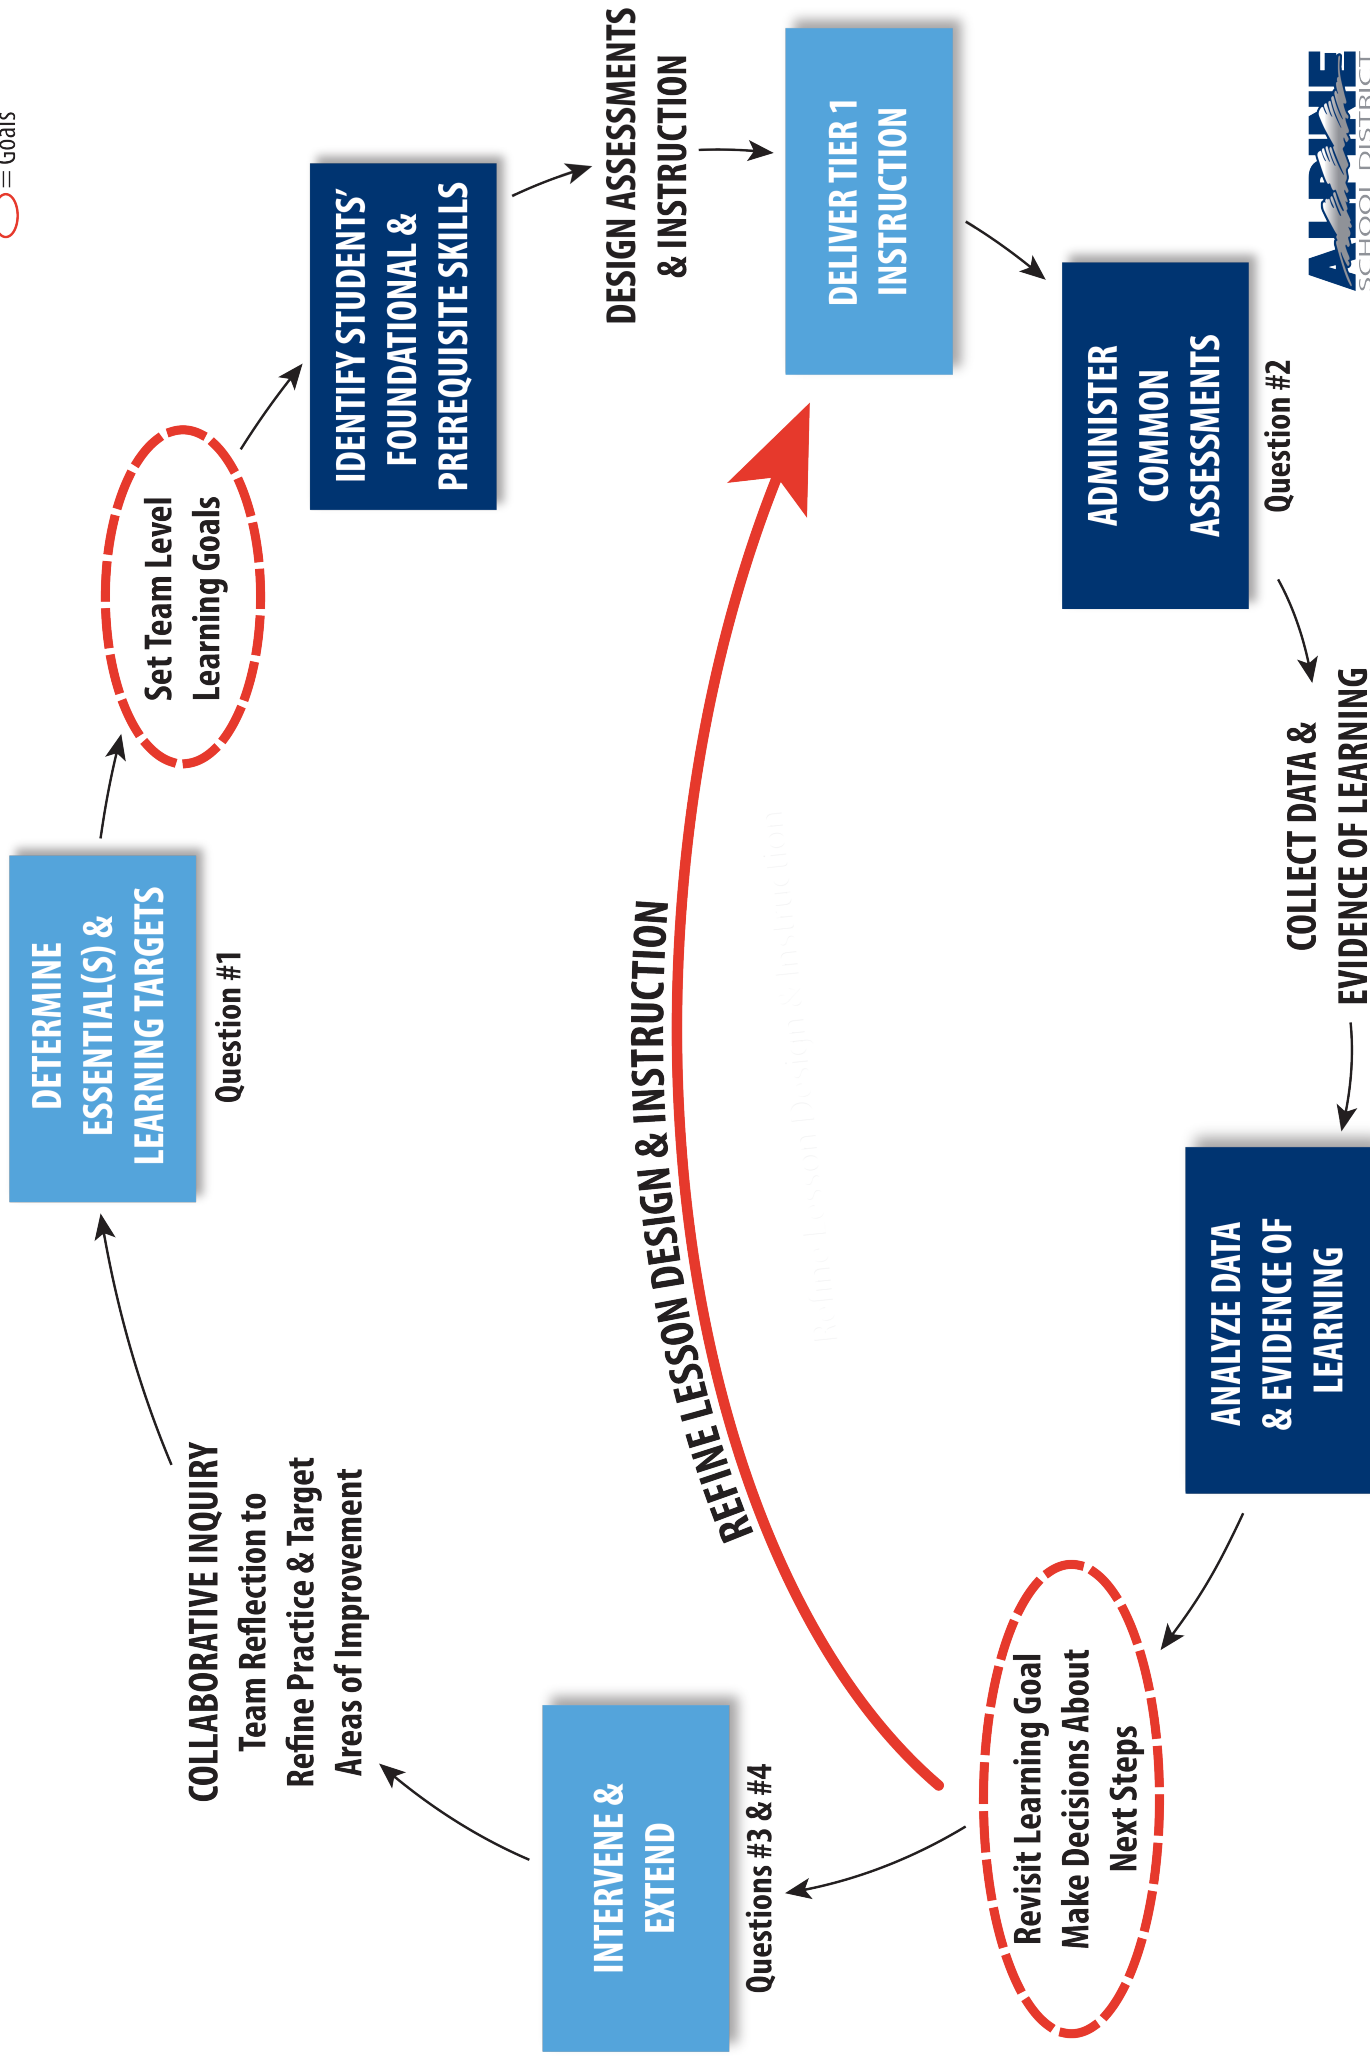 = Goals
DETERMINE
ESSENTIAL(S) &
LEARNING TARGETS
Question #1
Set Team Level
Learning Goals
IDENTIFY STUDENTS’
FOUNDATIONAL &
PREREQUISITE SKILLS
DESIGN ASSESSMENTS
& INSTRUCTION
DELIVER TIER 1
INSTRUCTION
ADMINISTER
COMMON
ASSESSMENTS
Question #2
COLLECT DATA &
EVIDENCE OF LEARNING
ANALYZE DATA
& EVIDENCE OF
LEARNING
Revisit Learning Goal
Make Decisions About
Next Steps
REFINE LESSON DESIGN & INSTRUCTION
INTERVENE &
EXTEND
Questions #3 & #4
COLLABORATIVE INQUIRY
Team Reflection to
Refine Practice & Target
Areas of Improvement
ALPINE
SCHOOL DISTRICT